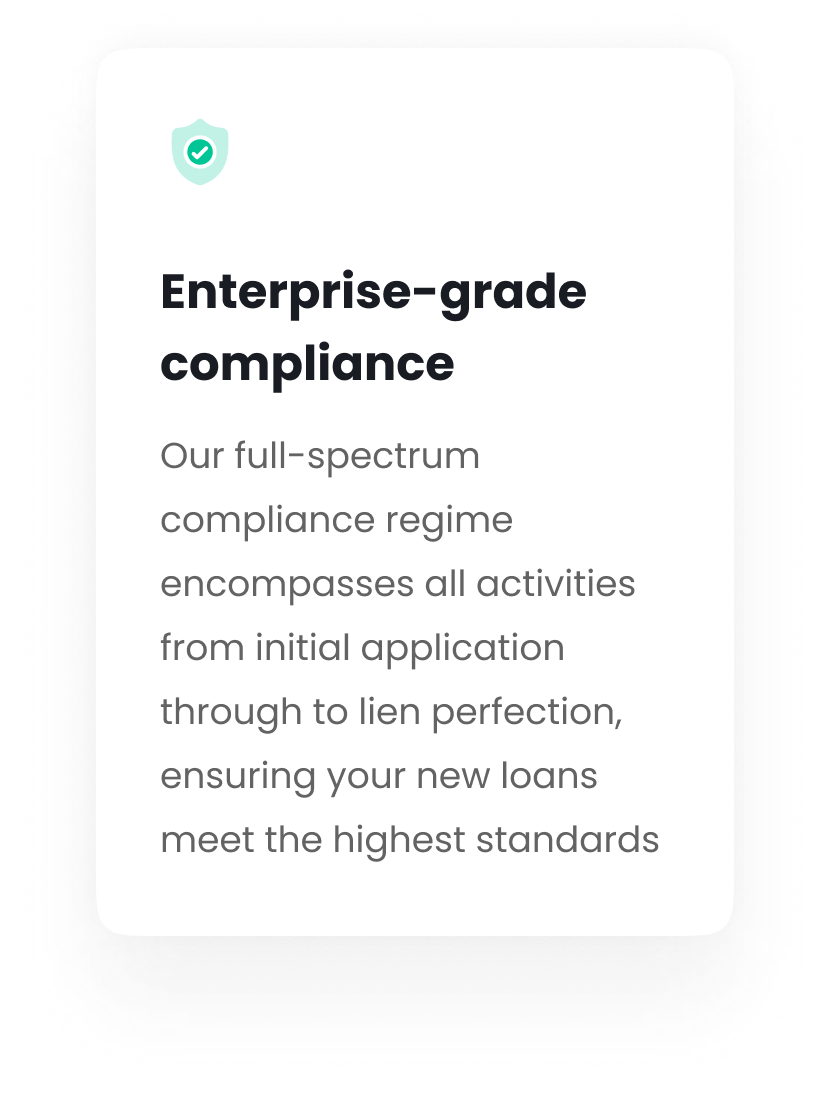 Enterprise-grade
compliance
Our full-spectrum
compliance regime
encompasses all activities
from initial application
through to lien perfection,
ensuring your new loans
meet the highest standards